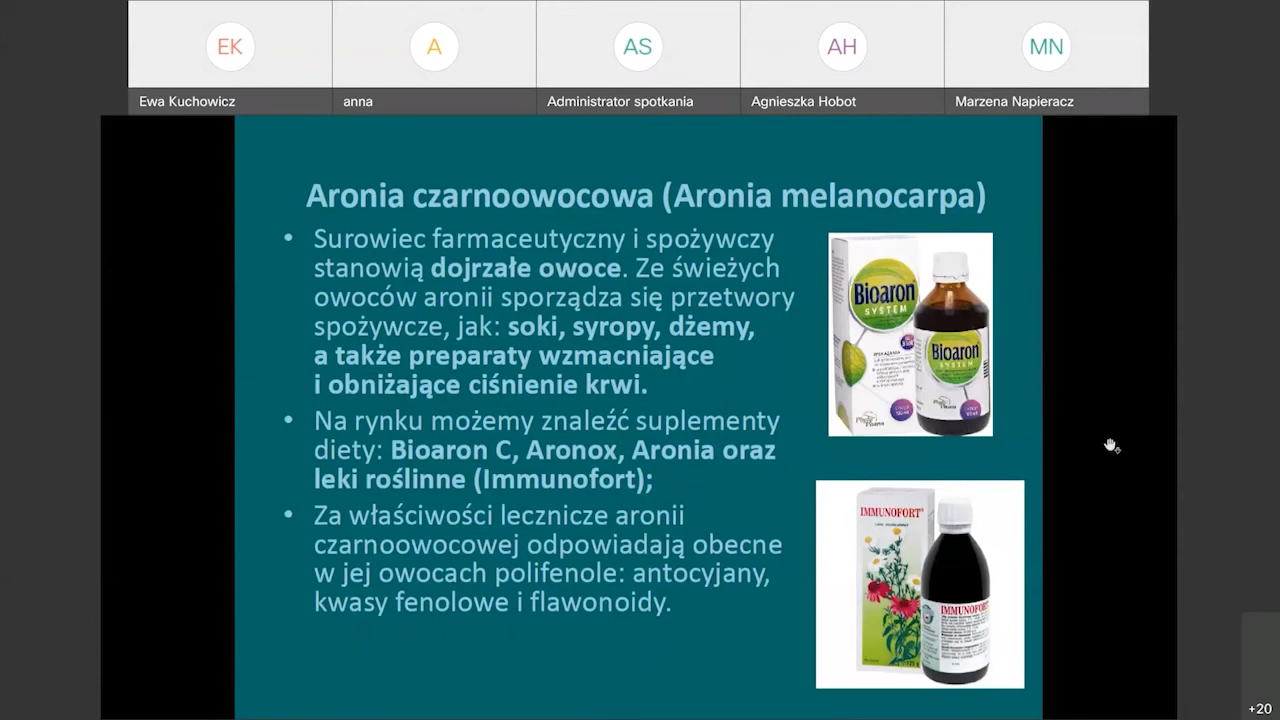 EK
A
AS
AH
MN
Ewa Kuchowicz
anna
Administrator spotkania
Agnieszka Hobot
Marzena Napieracz
Aronia czarnoowocowa (Aronia melanocarpa)
• Surowiec farmaceutyczny i spożywczy
stanowią dojrzałe owoce. Ze świeżych
owoców aronii sporządza się przetwory
spożywcze, jak: soki, syropy, dżemy,
a także preparaty wzmacniające
i obniżające ciśnienie krwi.
• Na rynku możemy znaleźć suplementy
diety: Bioaron C, Aronox, Aronia oraz
leki roślinne (Immunofort);
• Za właściwości lecznicze aronii
czarnoowocowej odpowiadają obecne
w jej owocach polifenole: antocyjany,
kwasy fenolowe i flawonoidy.
Bioaron
SYSTEM
Bioaron
SYSTEM
IMMUNOFORT
IMMUNOFORT
+20